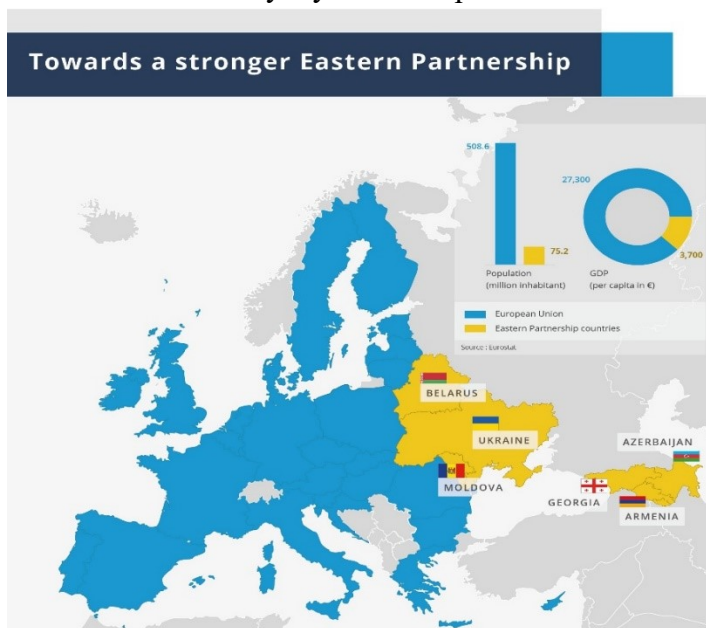 Towards a stronger Eastern Partnership
508.6
75.2
Population
(million inhabitant)
27,300
3,700
GDP
(per capita in €)
European Union
Eastern Partnership countries
Source : Eurostat
BELARUS
UKRAINE
MOLDOVA
AZERBAIJAN
GEORGIA
ARMENIA